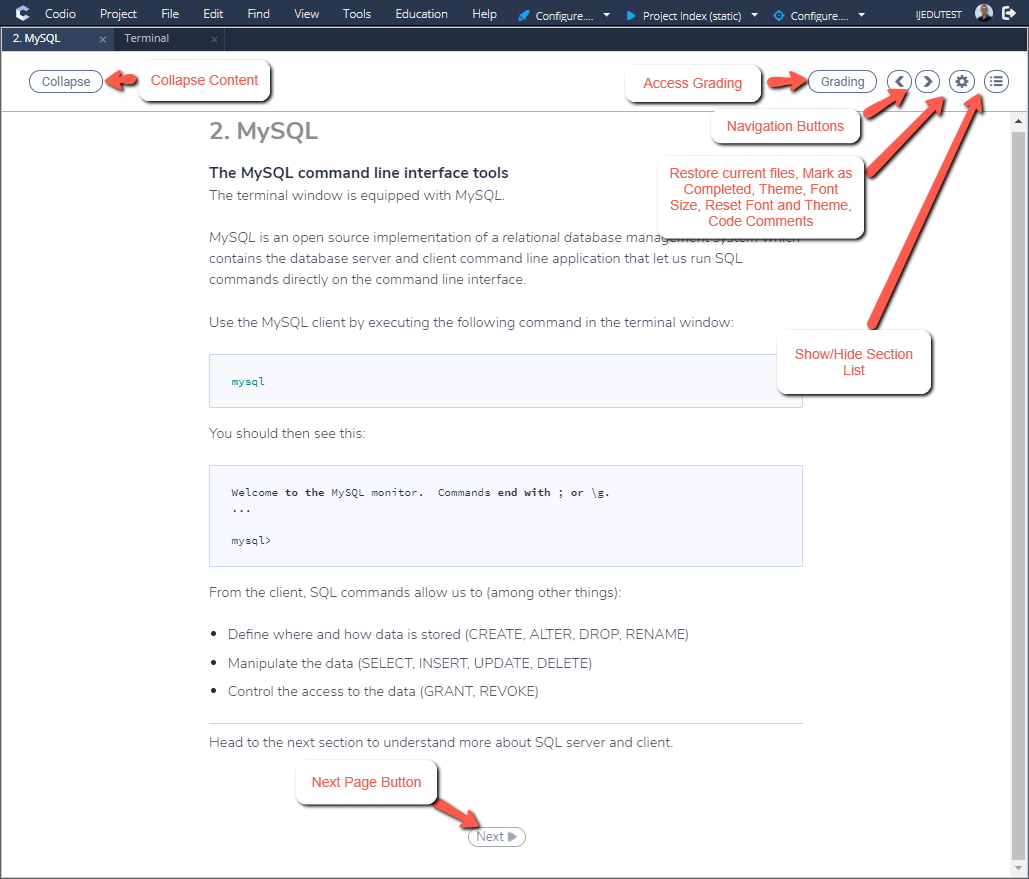 Codio Project File Edit Find View Tools Education Help Configure.... Project Index (static) Configure.... IJEDUTEST
2. MySQL × Terminal ×
Collapse
Collapse Content
Access Grading
Grading
Navigation Buttons
Restore current files, Mark as
Completed, Theme, Font
Size, Reset Font and Theme,
Code Comments
Show/Hide Section
List
2. MySQL
The MySQL command line interface tools
The terminal window is equipped with MySQL.
MySQL is an open source implementation of a relational database management system which
contains the database server and client command line application that let us run SQL
commands directly on the command line interface.
Use the MySQL client by executing the following command in the terminal window:
mysql
You should then see this:
Welcome to the MySQL monitor.  Commands end with ; or \g.
...
mysql>
From the client, SQL commands allow us to (among other things):
• Define where and how data is stored (CREATE, ALTER, DROP, RENAME)
• Manipulate the data (SELECT, INSERT, UPDATE, DELETE)
• Control the access to the data (GRANT, REVOKE)
Head to the next section to understand more about SQL server and client.
Next Page Button
Next